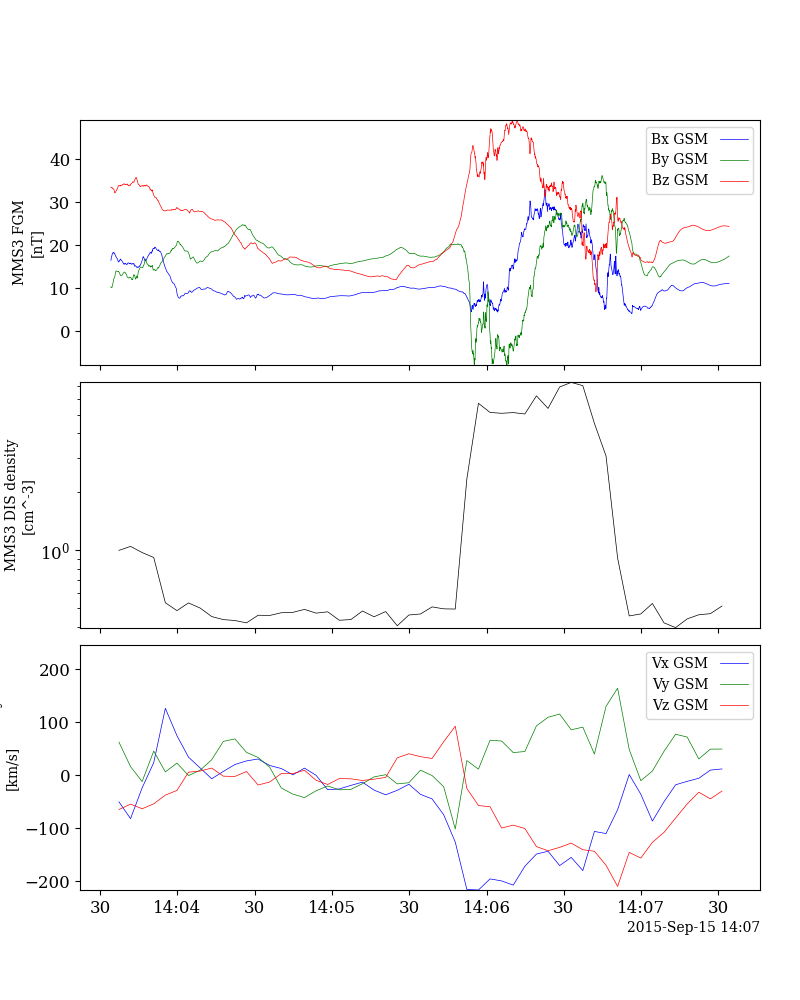 MMS3 FGM
[nT]
40
30
20
10
0
Bx GSM
By GSM
Bz GSM
MMS3 DIS density
[cm^-3]
10^0
[km/s]
200
100
0
−100
−200
Vx GSM
Vy GSM
Vz GSM
30 14:04 30 14:05 30 14:06 30 14:07 30
2015-Sep-15 14:07